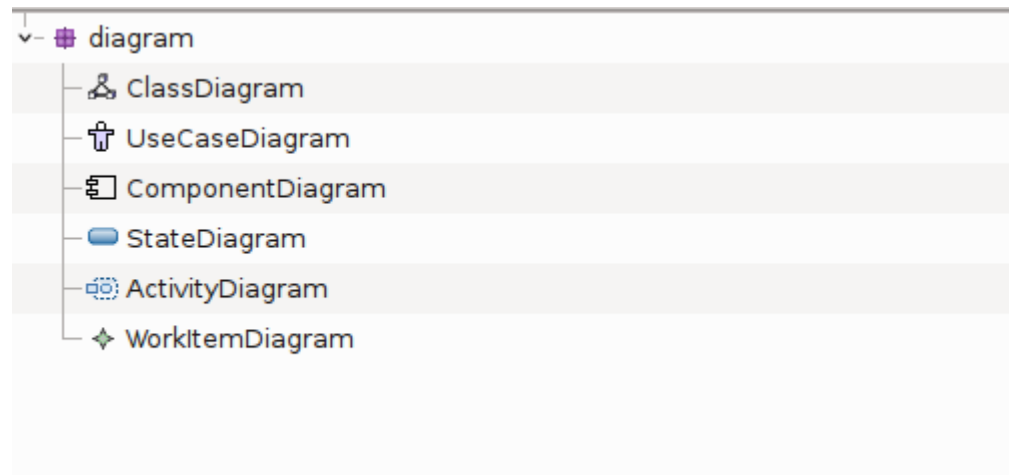 diagram
ClassDiagram
UseCaseDiagram
ComponentDiagram
StateDiagram
ActivityDiagram
WorkItemDiagram